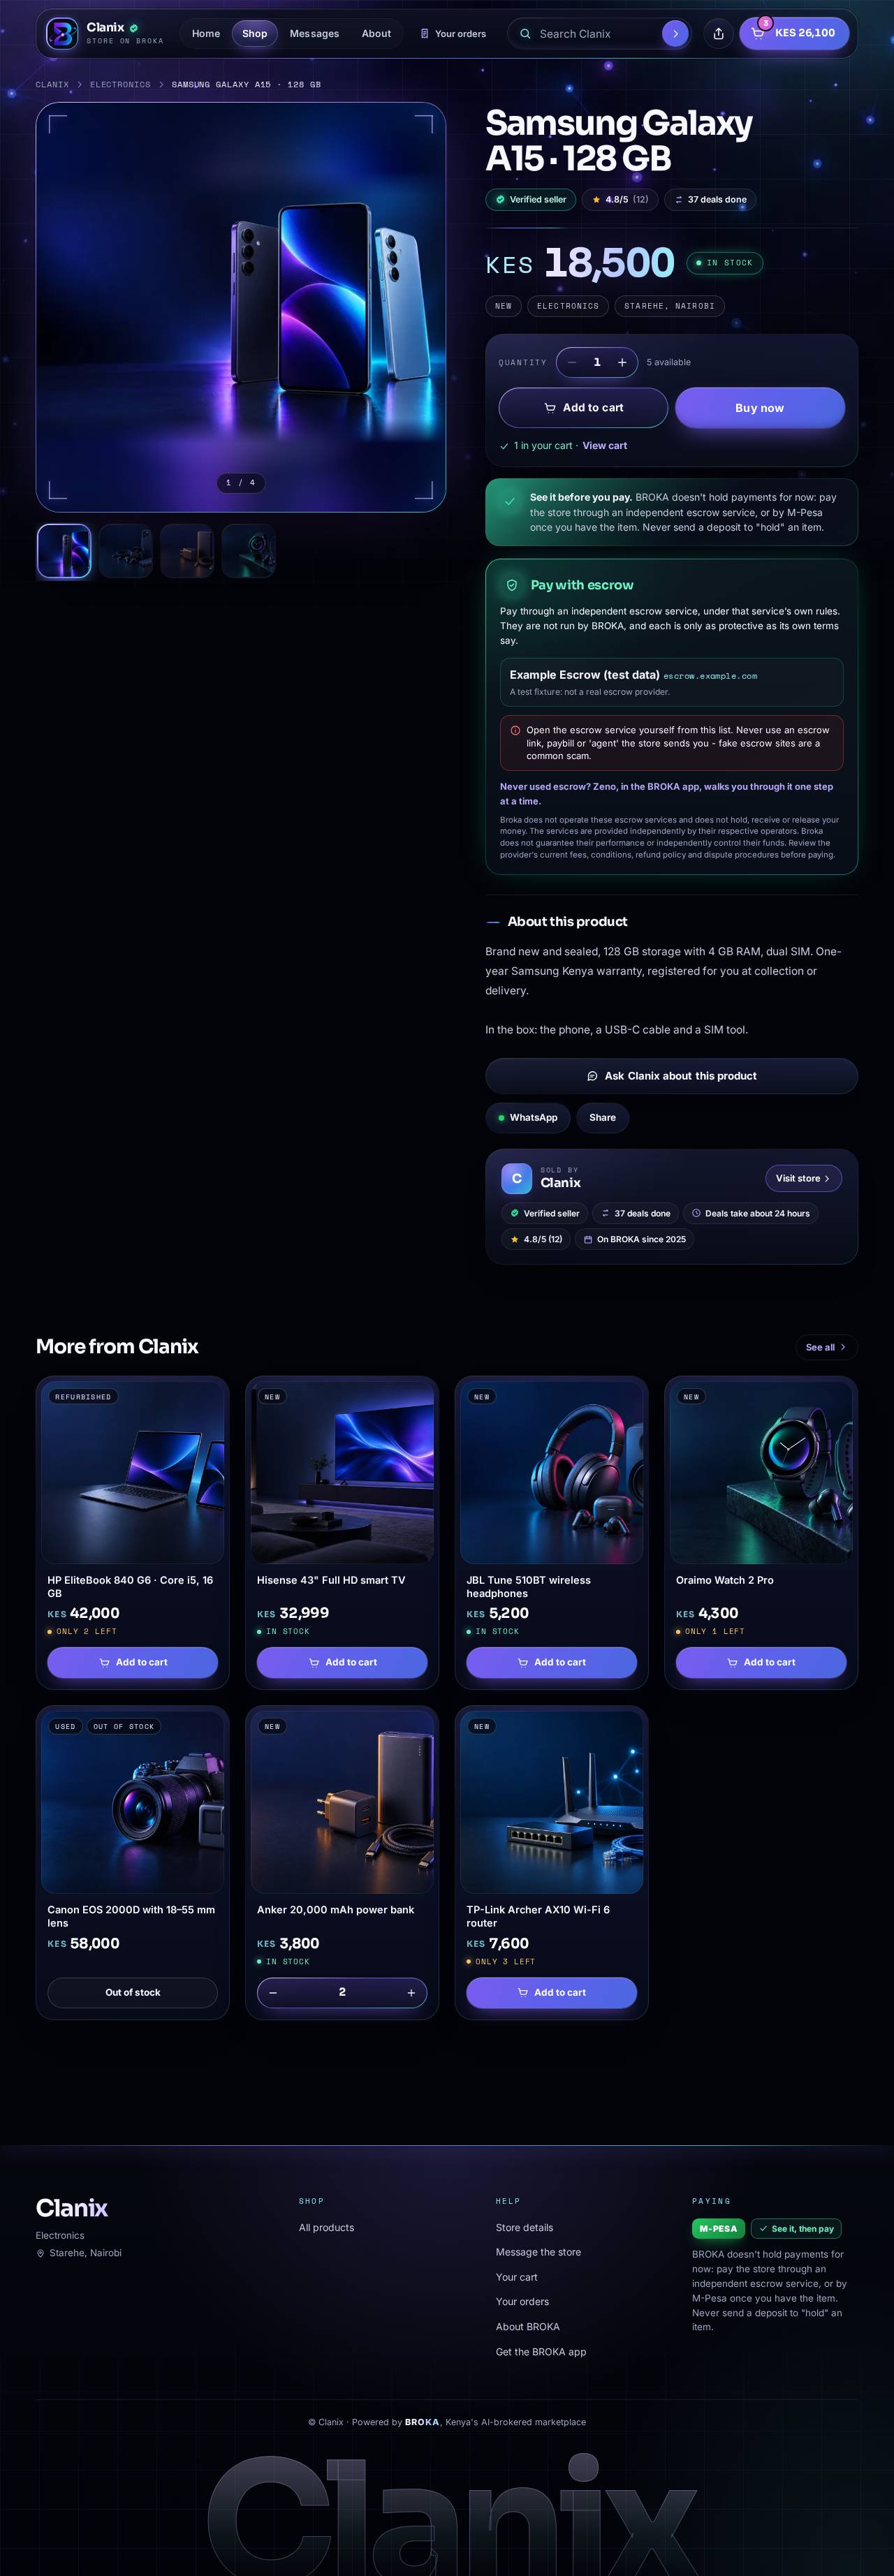 Clanix
STORE ON BROKA
Home
Shop
Messages
About
Your orders
Search Clanix
3
KES 26,100
CLANIX > ELECTRONICS > SAMSUNG GALAXY A15 · 128 GB
Samsung Galaxy
A15 · 128 GB
Verified seller
4.8/5 (12)
37 deals done
KES 18,500
IN STOCK
NEW
ELECTRONICS
STAREHE, NAIROBI
QUANTITY
− 1 +
5 available
Add to cart
Buy now
1 in your cart · View cart
1 / 4
See it before you pay. BROKA doesn't hold payments for now: pay
the store through an independent escrow service, or by M-Pesa
once you have the item. Never send a deposit to "hold" an item.
Pay with escrow
Pay through an independent escrow service, under that service's own rules.
They are not run by BROKA, and each is only as protective as its own terms
say.
Example Escrow (test data) escrow.example.com
A test fixture: not a real escrow provider.
Open the escrow service yourself from this list. Never use an escrow
link, paybill or 'agent' the store sends you - fake escrow sites are a
common scam.
Never used escrow? Zeno, in the BROKA app, walks you through it one step
at a time.
Broka does not operate these escrow services and does not hold, receive or release your
money. The services are provided independently by their respective operators. Broka
does not guarantee their performance or independently control their funds. Review the
provider's current fees, conditions, refund policy and dispute procedures before paying.
About this product
Brand new and sealed, 128 GB storage with 4 GB RAM, dual SIM. One-
year Samsung Kenya warranty, registered for you at collection or
delivery.
In the box: the phone, a USB-C cable and a SIM tool.
Ask Clanix about this product
WhatsApp
Share
C
SOLD BY
Clanix
Visit store >
Verified seller
37 deals done
Deals take about 24 hours
4.8/5 (12)
On BROKA since 2025
More from Clanix
See all >
REFURBISHED
HP EliteBook 840 G6 · Core i5, 16
GB
KES 42,000
ONLY 2 LEFT
Add to cart
NEW
Hisense 43" Full HD smart TV
KES 32,999
IN STOCK
Add to cart
NEW
JBL Tune 510BT wireless
headphones
KES 5,200
IN STOCK
Add to cart
NEW
Oraimo Watch 2 Pro
KES 4,300
ONLY 1 LEFT
Add to cart
USED
OUT OF STOCK
Canon EOS 2000D with 18–55 mm
lens
KES 58,000
Out of stock
NEW
Anker 20,000 mAh power bank
KES 3,800
IN STOCK
− 2 +
NEW
TP-Link Archer AX10 Wi-Fi 6
router
KES 7,600
ONLY 3 LEFT
Add to cart
Clanix
Electronics
Starehe, Nairobi
SHOP
All products
HELP
Store details
Message the store
Your cart
Your orders
About BROKA
Get the BROKA app
PAYING
M-PESA
See it, then pay
BROKA doesn't hold payments for
now: pay the store through an
independent escrow service, or by
M-Pesa once you have the item.
Never send a deposit to "hold" an
item.
© Clanix · Powered by BROKA, Kenya's AI-brokered marketplace
Clanix